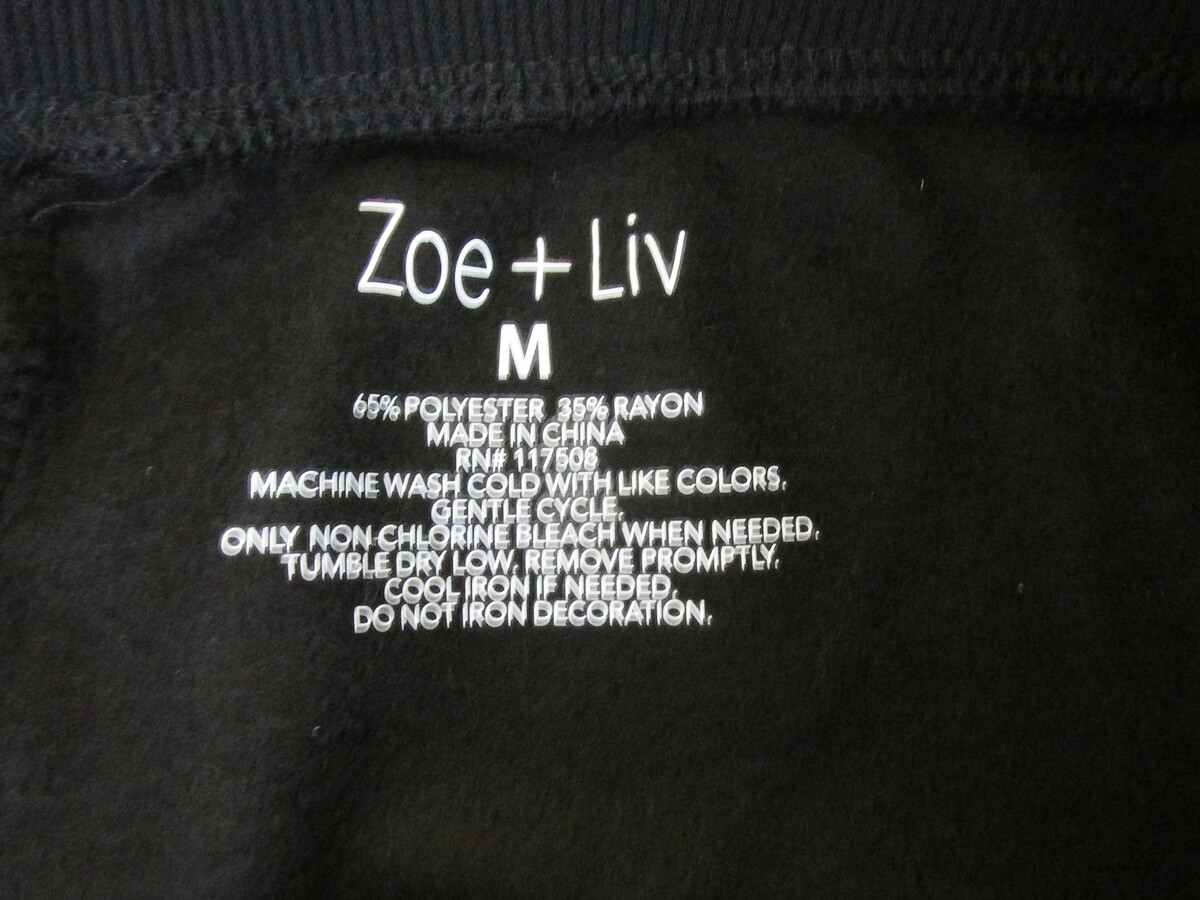 Zoe + Liv
M
65% POLYESTER 35% RAYON
MADE IN CHINA
RN# 117508
MACHINE WASH COLD WITH LIKE COLORS.
GENTLE CYCLE.
ONLY NON CHLORINE BLEACH WHEN NEEDED.
TUMBLE DRY LOW. REMOVE PROMPTLY.
COOL IRON IF NEEDED.
DO NOT IRON DECORATION.